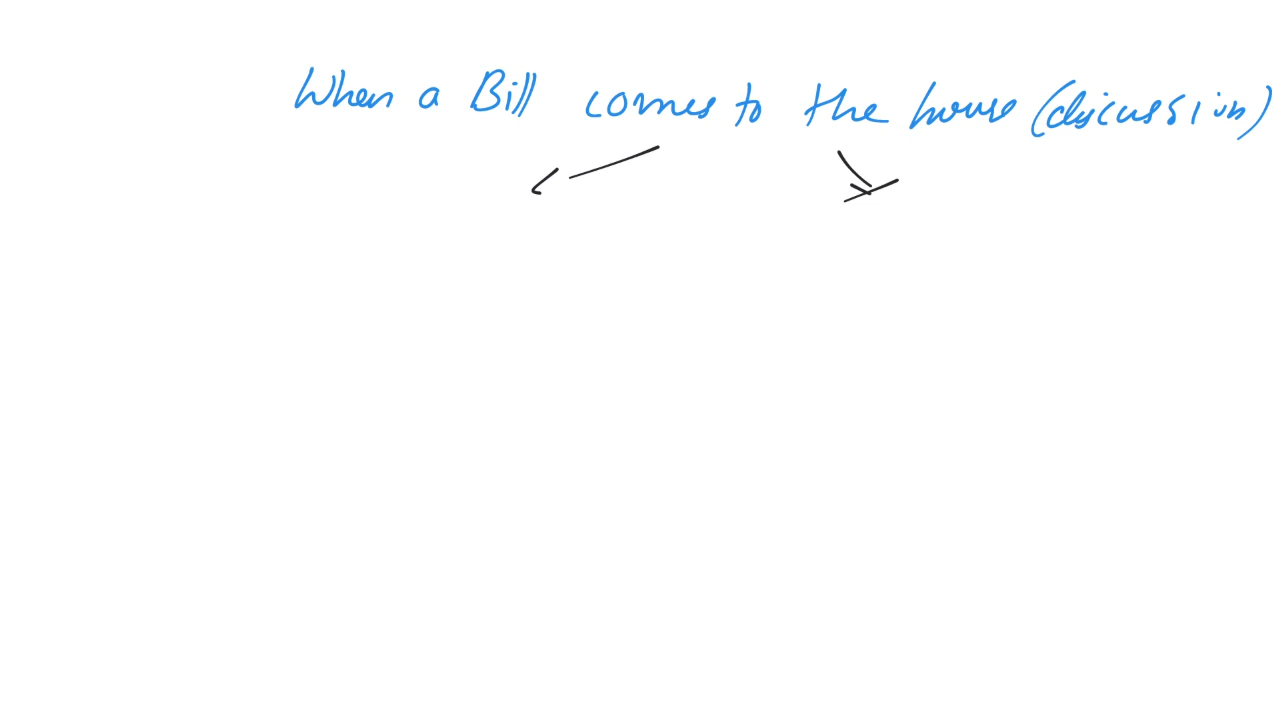 When a Bill comes to the house (discussion)